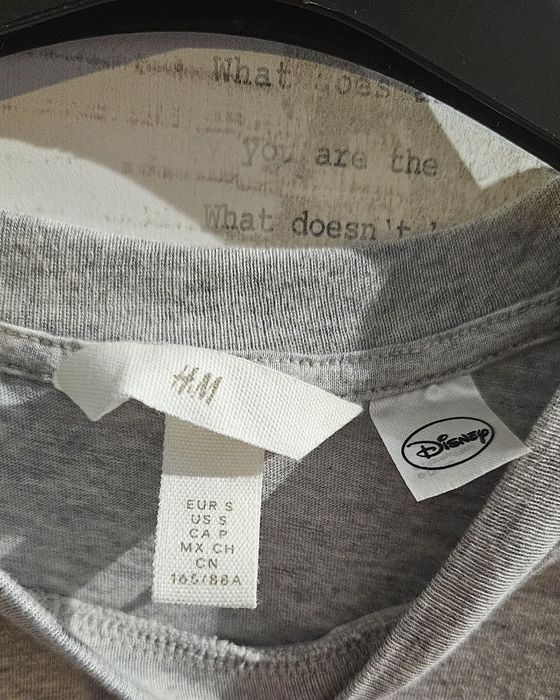 What
you are the
What doesn't
H&M
Disney
EUR S
US S
CA P
MX CH
CN
165/88A